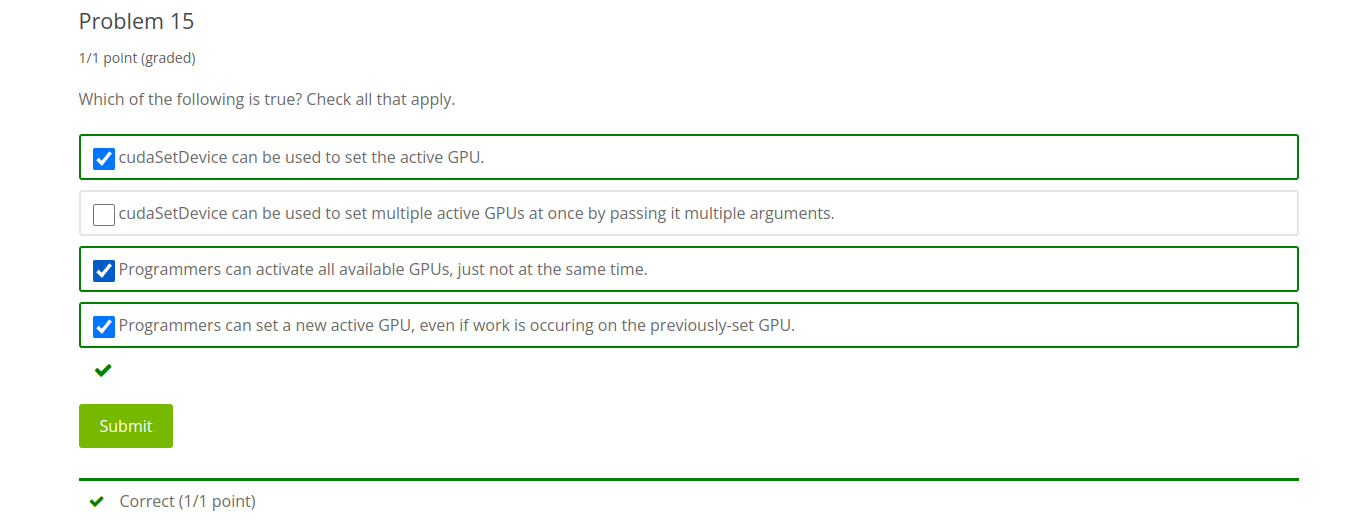 Problem 15
1/1 point (graded)
Which of the following is true? Check all that apply.
cudaSetDevice can be used to set the active GPU.
cudaSetDevice can be used to set multiple active GPUs at once by passing it multiple arguments.
Programmers can activate all available GPUs, just not at the same time.
Programmers can set a new active GPU, even if work is occuring on the previously-set GPU.
Submit
Correct (1/1 point)